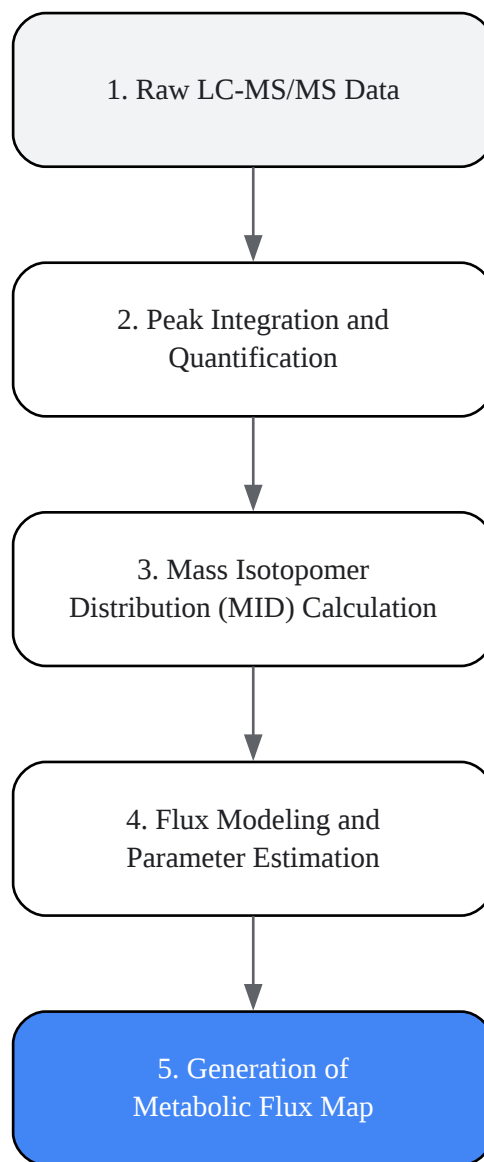 1. Raw LC-MS/MS Data
2. Peak Integration and
Quantification
3. Mass Isotopomer
Distribution (MID) Calculation
4. Flux Modeling and
Parameter Estimation
5. Generation of
Metabolic Flux Map